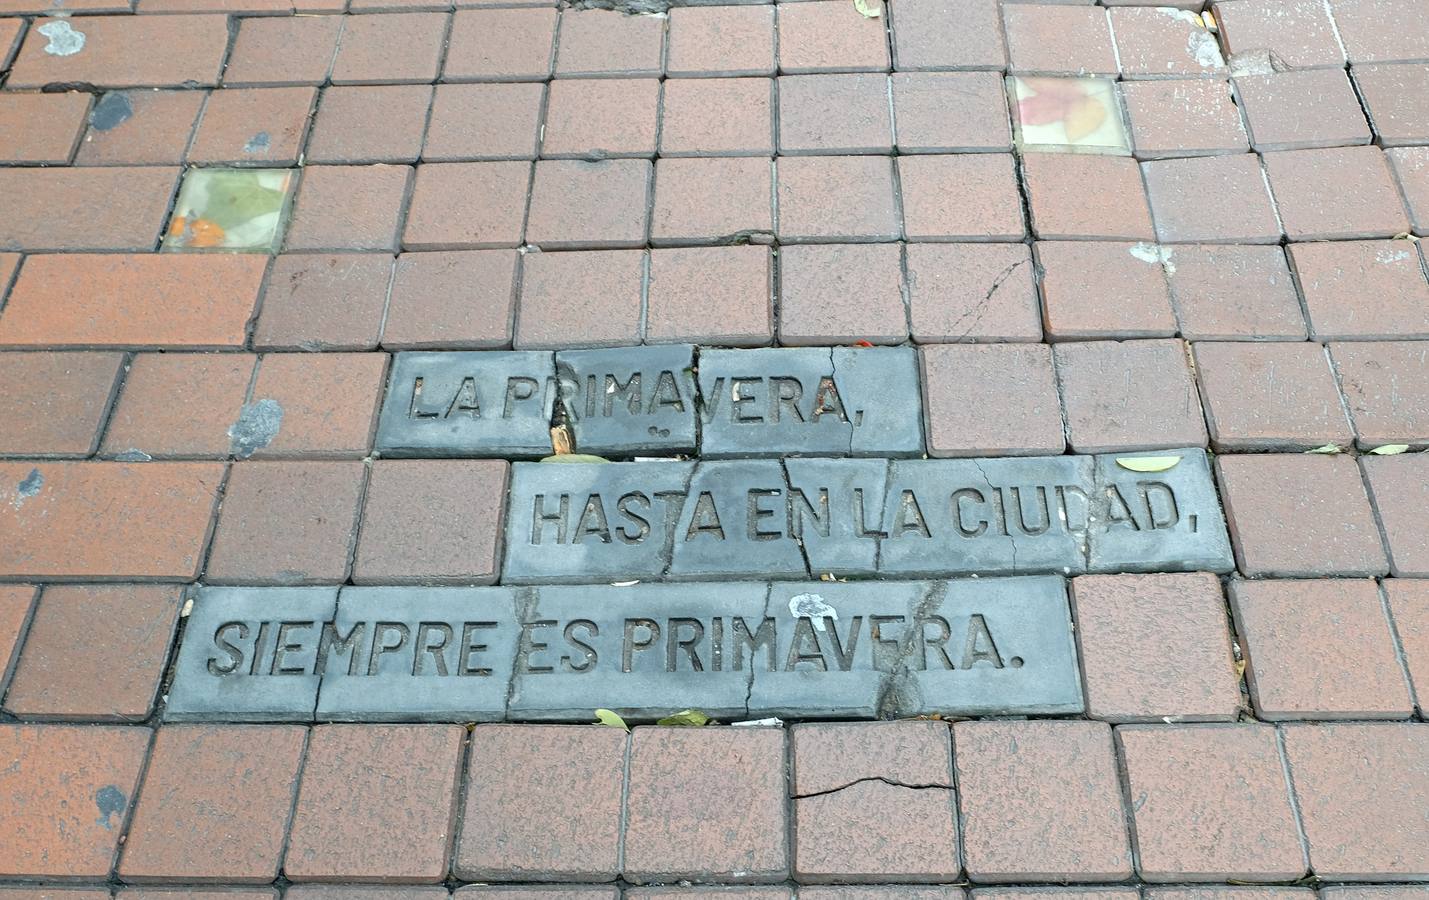 LA PRIMAVERA,
HASTA EN LA CIUDAD,
SIEMPRE ES PRIMAVERA.